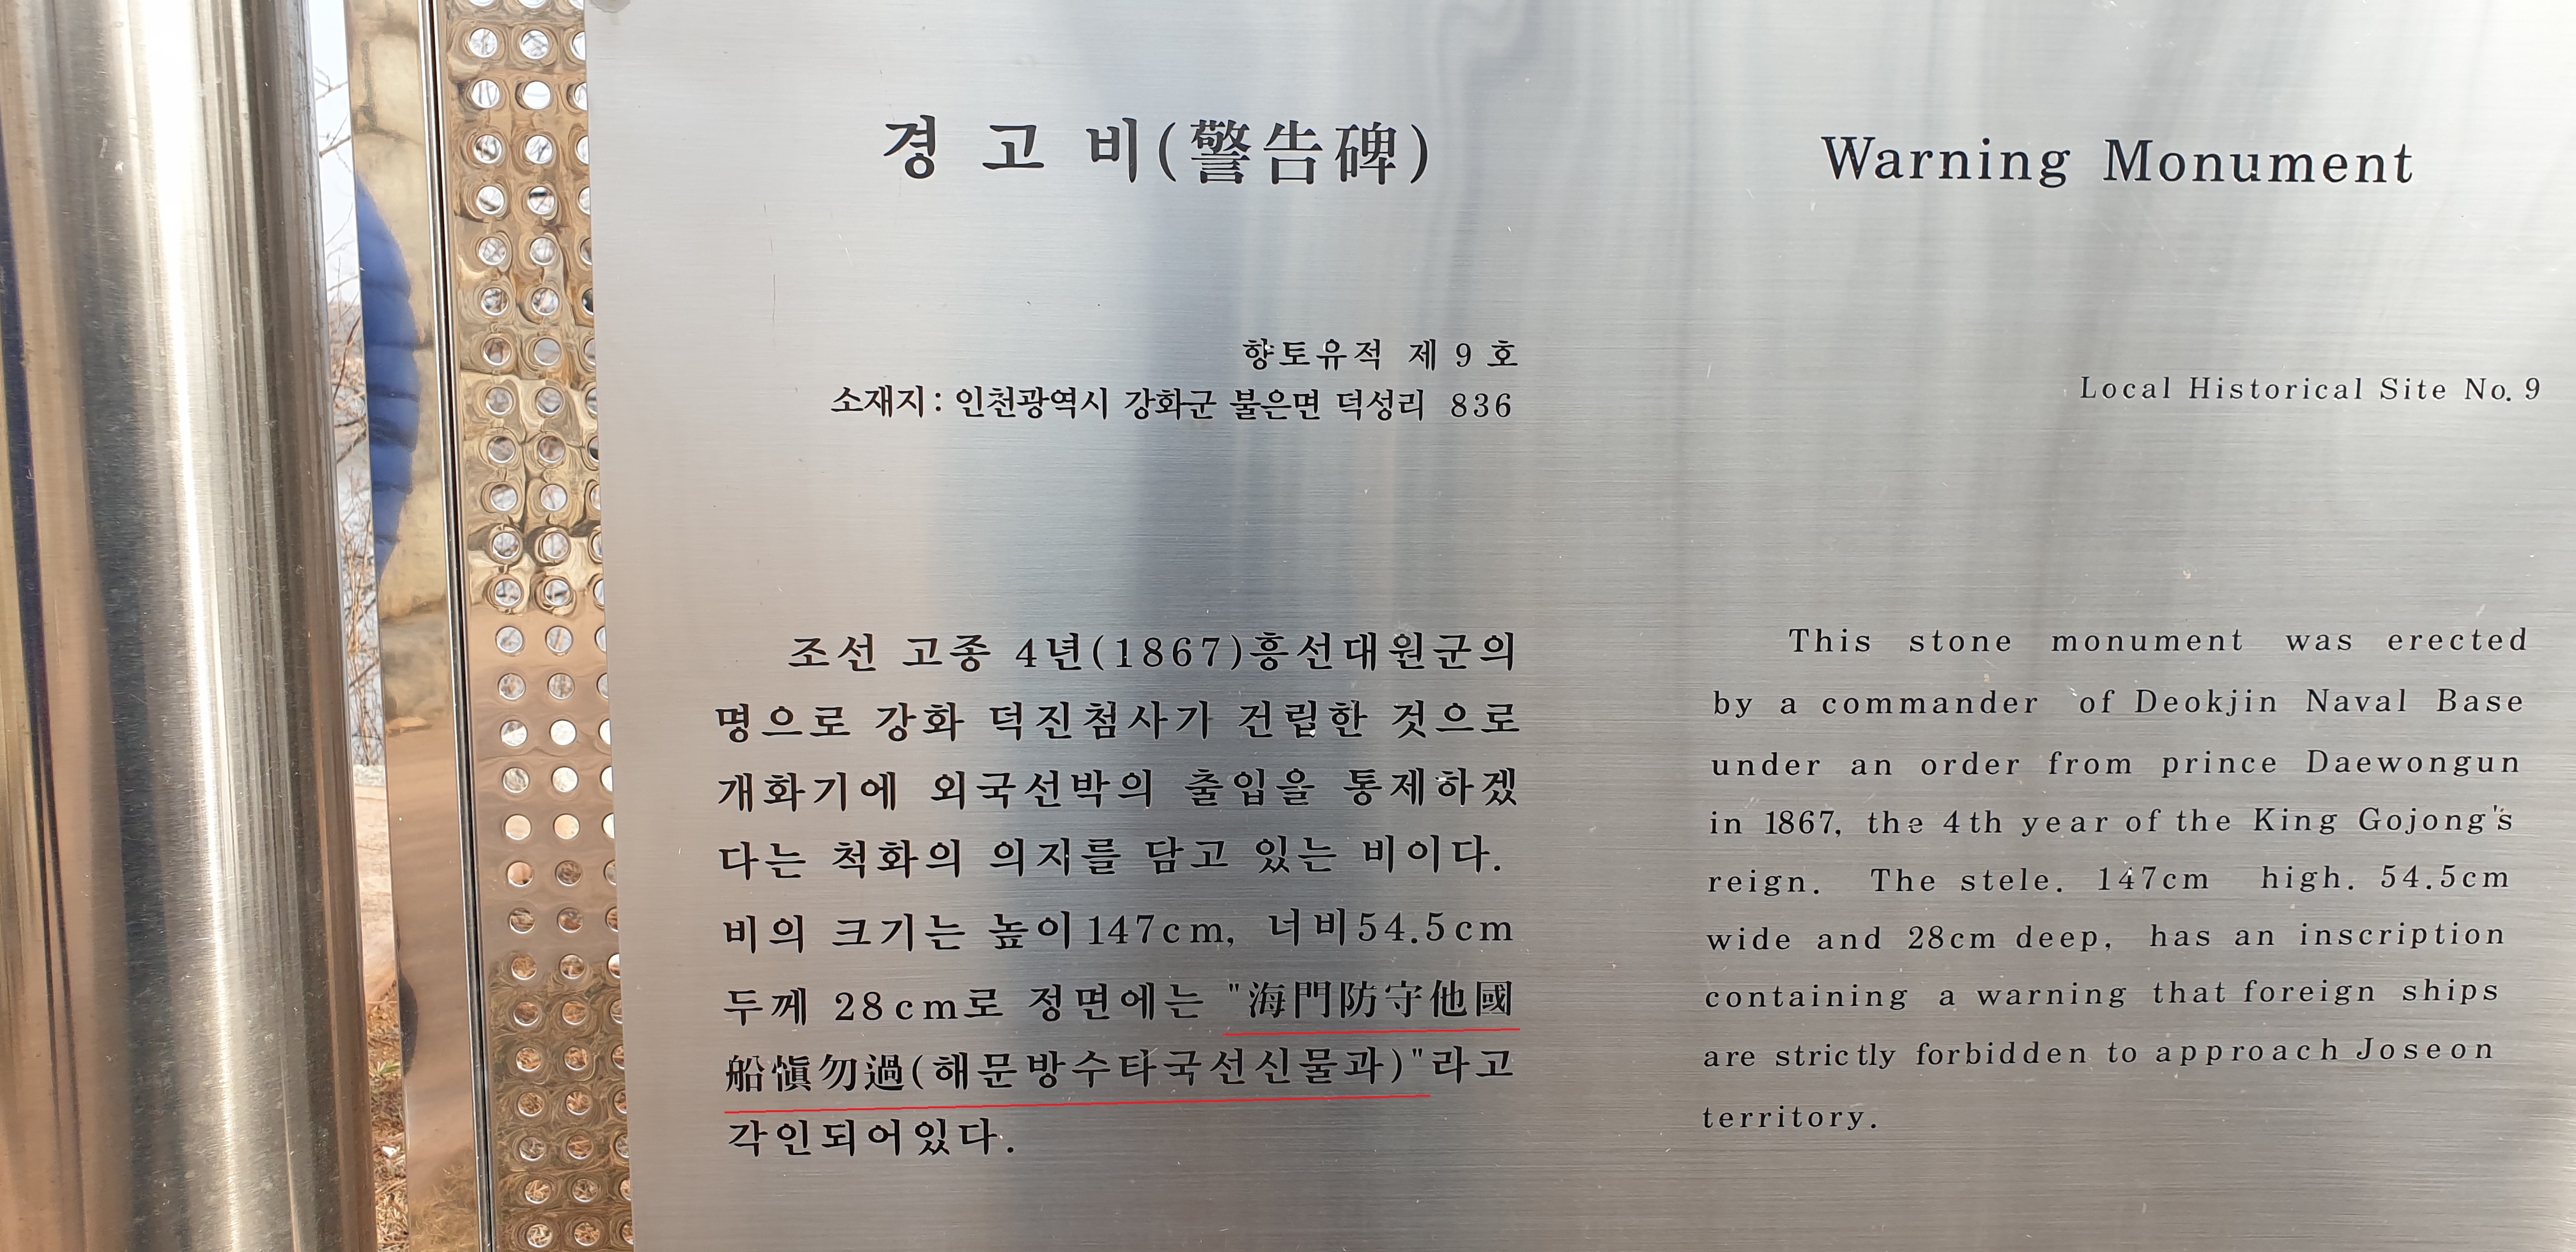 경 고 비(警告碑)
향토유적 제 9 호
소재지: 인천광역시 강화군 불은면 덕성리 836
조선 고종 4년(1867)흥선대원군의
명으로 강화 덕진첨사기 건립한 것으로
개화기에 외국선박의 출입을 통제하겠
다는 척화의 의지를 담고 있는 비이다.
비의 크기는 높이147cm, 너비54.5cm
두께 28cm로 정면에는 "海門防守他國
船愼勿過(해문방수타국선신물과)"라고
각인되어있다.
Warning Monument
Local Historical Site No. 9
This stone monument was erected
by a commander of Deokjin Naval Base
under an order from prince Daewongun
in 1867, the 4th year of the King Gojong's
reign. The stele. 147cm high. 54.5cm
wide and 28cm deep, has an inscription
containing a warning that foreign ships
are strictly forbidden to approach Joseon
territory.